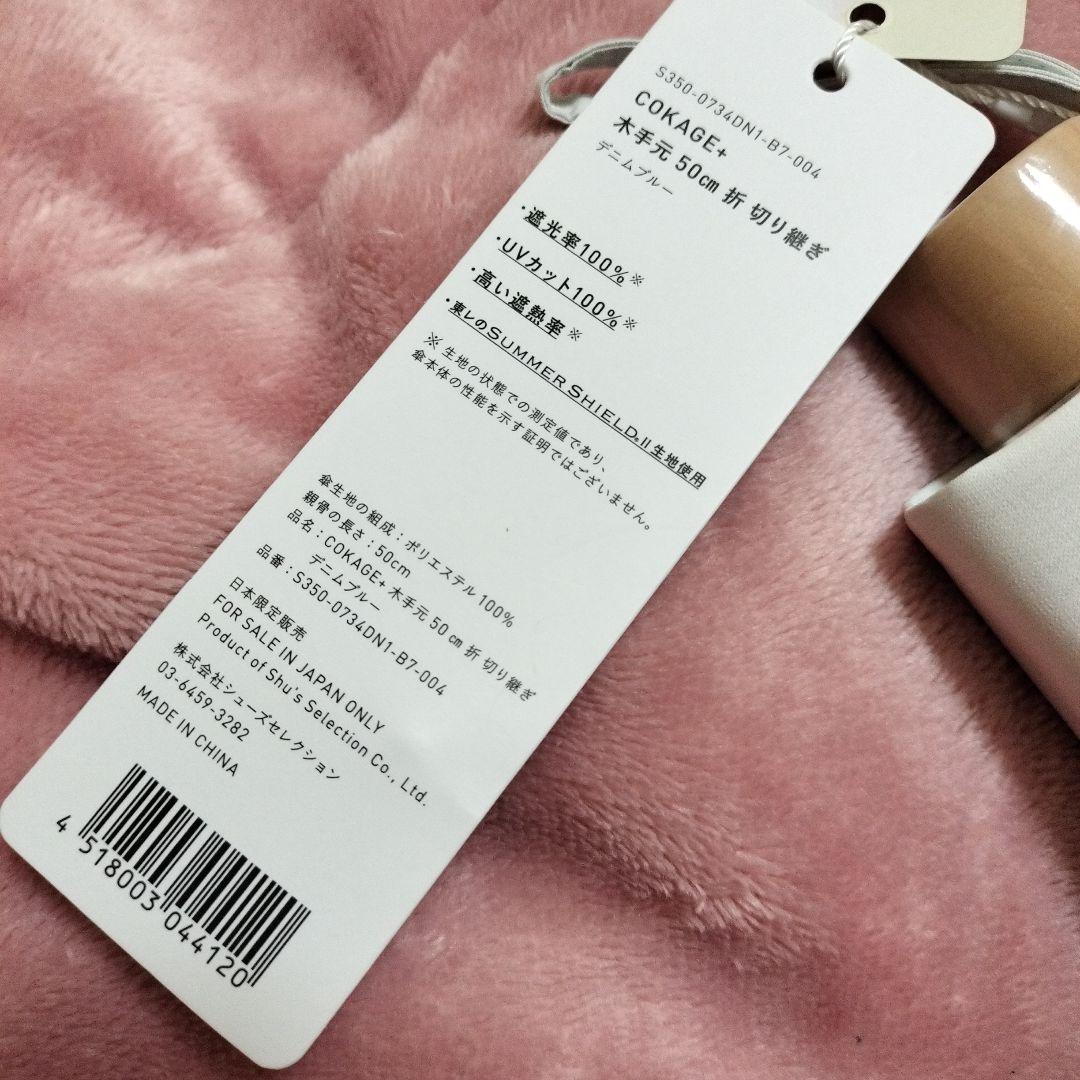 S350-0734DN1-B7-004
COKAGE+
木手元 50㎝ 折 切り継ぎ
デニムブルー
・遮光率100%※
・UVカット100%※
・高い遮熱率※
・東レのSUMMER SHIELD®II生地使用
※ 生地の状態での測定値であり、
傘本体の性能を示す証明ではございません。
傘生地の組成：ポリエステル 100%
親骨の長さ：50cm
品名：COKAGE+ 木手元 50 ㎝ 折 切り継ぎ
デニムブルー
品番：S350-0734DN1-B7-004
日本限定販売
FOR SALE IN JAPAN ONLY
Product of Shu's Selection Co., Ltd.
株式会社シューズセレクション
03-6459-3282
MADE IN CHINA
4 518003 044120